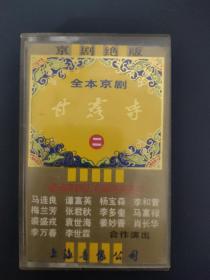 京剧绝版
全本京剧
甘露寺
二
马连良 谭富英 杨宝森 李和曾
梅兰芳 张君秋 李多奎 马富禄
裘盛戎 袁世海 姜妙香 肖长华
李万春 李世霖 合作演出
上海音像公司